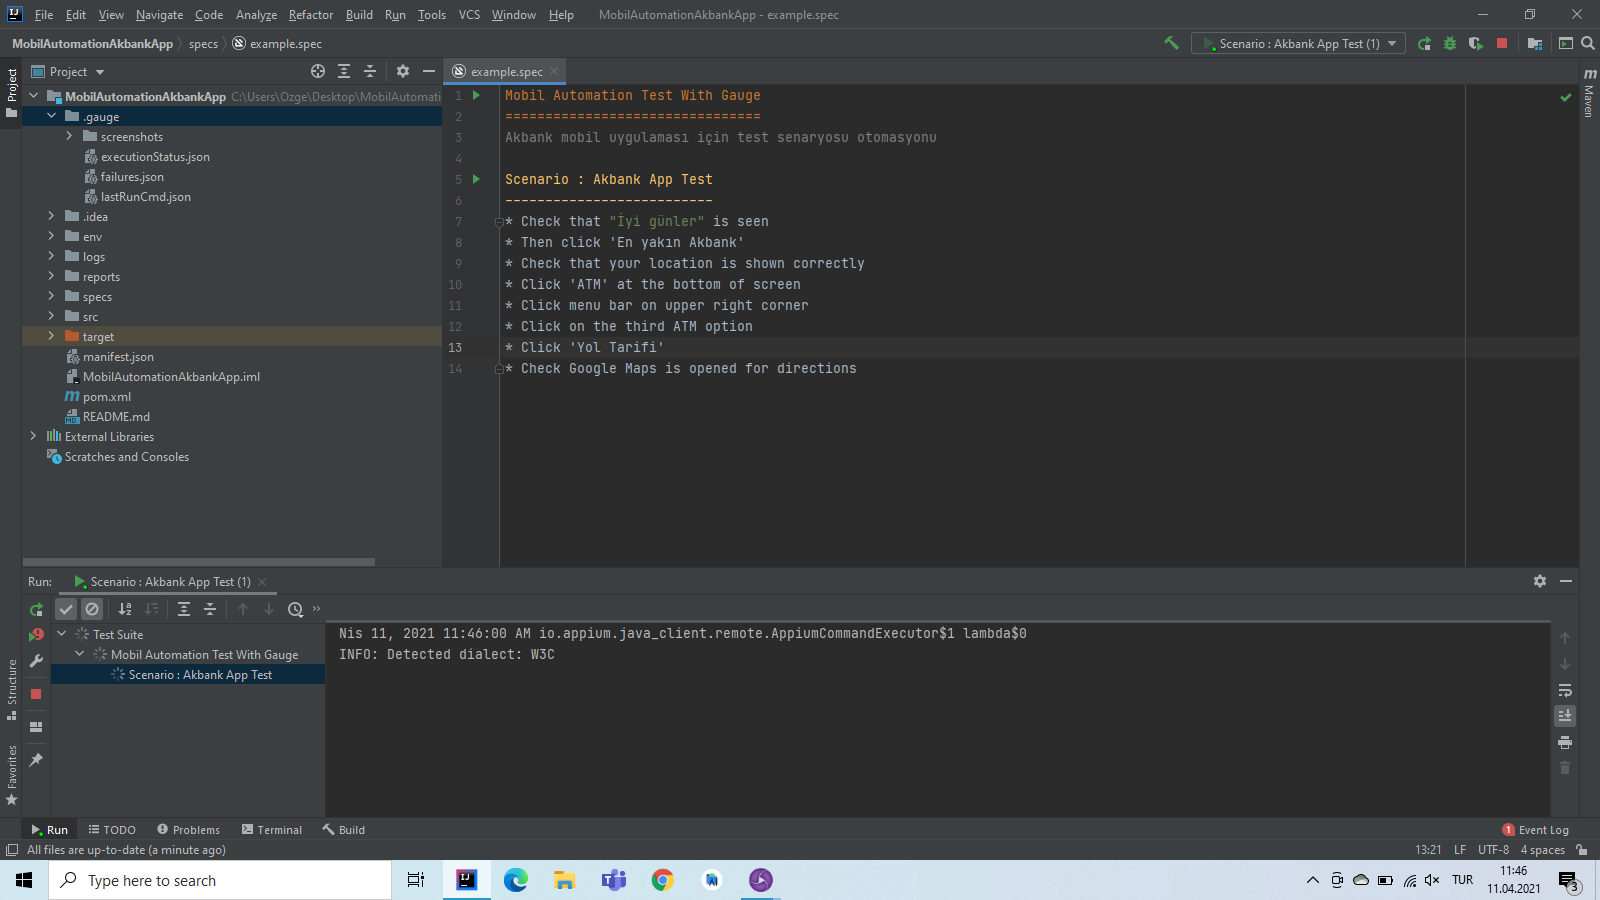 File Edit View Navigate Code Analyze Refactor Build Run Tools VCS Window Help MobilAutomationAkbankApp - example.spec
MobilAutomationAkbankApp specs example.spec
Scenario : Akbank App Test (1)
Project
example.spec
Project
Maven
MobilAutomationAkbankApp C:\Users\Ozge\Desktop\MobilAutomati
.gauge
screenshots
executionStatus.json
failures.json
lastRunCmd.json
.idea
env
logs
reports
specs
src
target
manifest.json
MobilAutomationAkbankApp.iml
pom.xml
README.md
External Libraries
Scratches and Consoles
1 Mobil Automation Test With Gauge
2 ================================
3 Akbank mobil uygulaması için test senaryosu otomasyonu
4
5 Scenario : Akbank App Test
6 --------------------------
7 * Check that "İyi günler" is seen
8 * Then click 'En yakın Akbank'
9 * Check that your location is shown correctly
10 * Click 'ATM' at the bottom of screen
11 * Click menu bar on upper right corner
12 * Click on the third ATM option
13 * Click 'Yol Tarifi'
14 * Check Google Maps is opened for directions
Run: Scenario : Akbank App Test (1)
Test Suite
Mobil Automation Test With Gauge
Scenario : Akbank App Test
Nis 11, 2021 11:46:00 AM io.appium.java_client.remote.AppiumCommandExecutor$1 lambda$0
INFO: Detected dialect: W3C
Structure
Favorites
Run TODO Problems Terminal Build 1 Event Log
All files are up-to-date (a minute ago) 13:21 LF UTF-8 4 spaces
Type here to search
TUR
11:46
11.04.2021
3